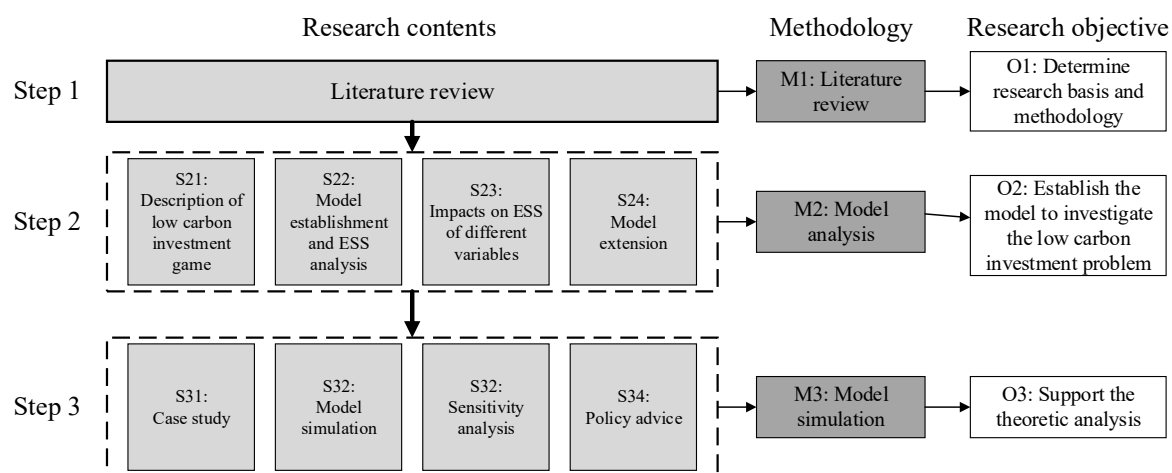 Research contents
Methodology
Research objective
Step 1
Literature review
M1: Literature
review
O1: Determine
research basis and
methodology
Step 2
S21:
Description of
low carbon
investment
game
S22:
Model
establishment
and ESS
analysis
S23:
Impacts on ESS
of different
variables
S24:
Model
extension
M2: Model
analysis
O2: Establish the
model to investigate
the low carbon
investment problem
Step 3
S31:
Case study
S32:
Model
simulation
S32:
Sensitivity
analysis
S34:
Policy advice
M3: Model
simulation
O3: Support the
theoretic analysis